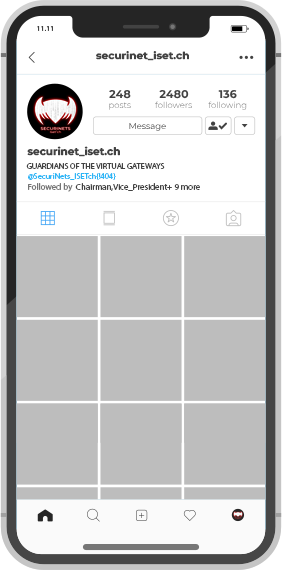 11.11
securinet_iset.ch
SECURINETS
248 2480 136
posts followers following
Message
securinet_iset.ch
GUARDIANS OF THE VIRTUAL GATEWAYS
@SecuriNets_ISETch(!404)
Followed by Chairman,Vice_President+ 9 more